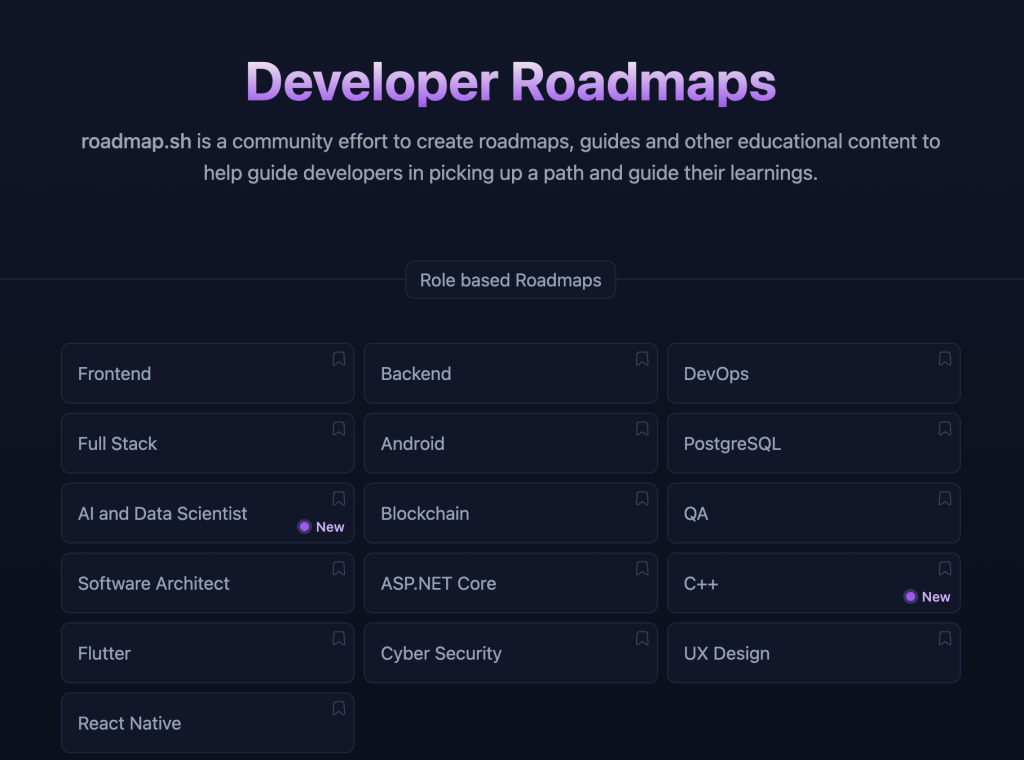 Developer Roadmaps
roadmap.sh is a community effort to create roadmaps, guides and other educational content to
help guide developers in picking up a path and guide their learnings.
Role based Roadmaps
Frontend
Backend
DevOps
Full Stack
Android
PostgreSQL
AI and Data Scientist
New
Blockchain
QA
Software Architect
ASP.NET Core
C++
New
Flutter
Cyber Security
UX Design
React Native